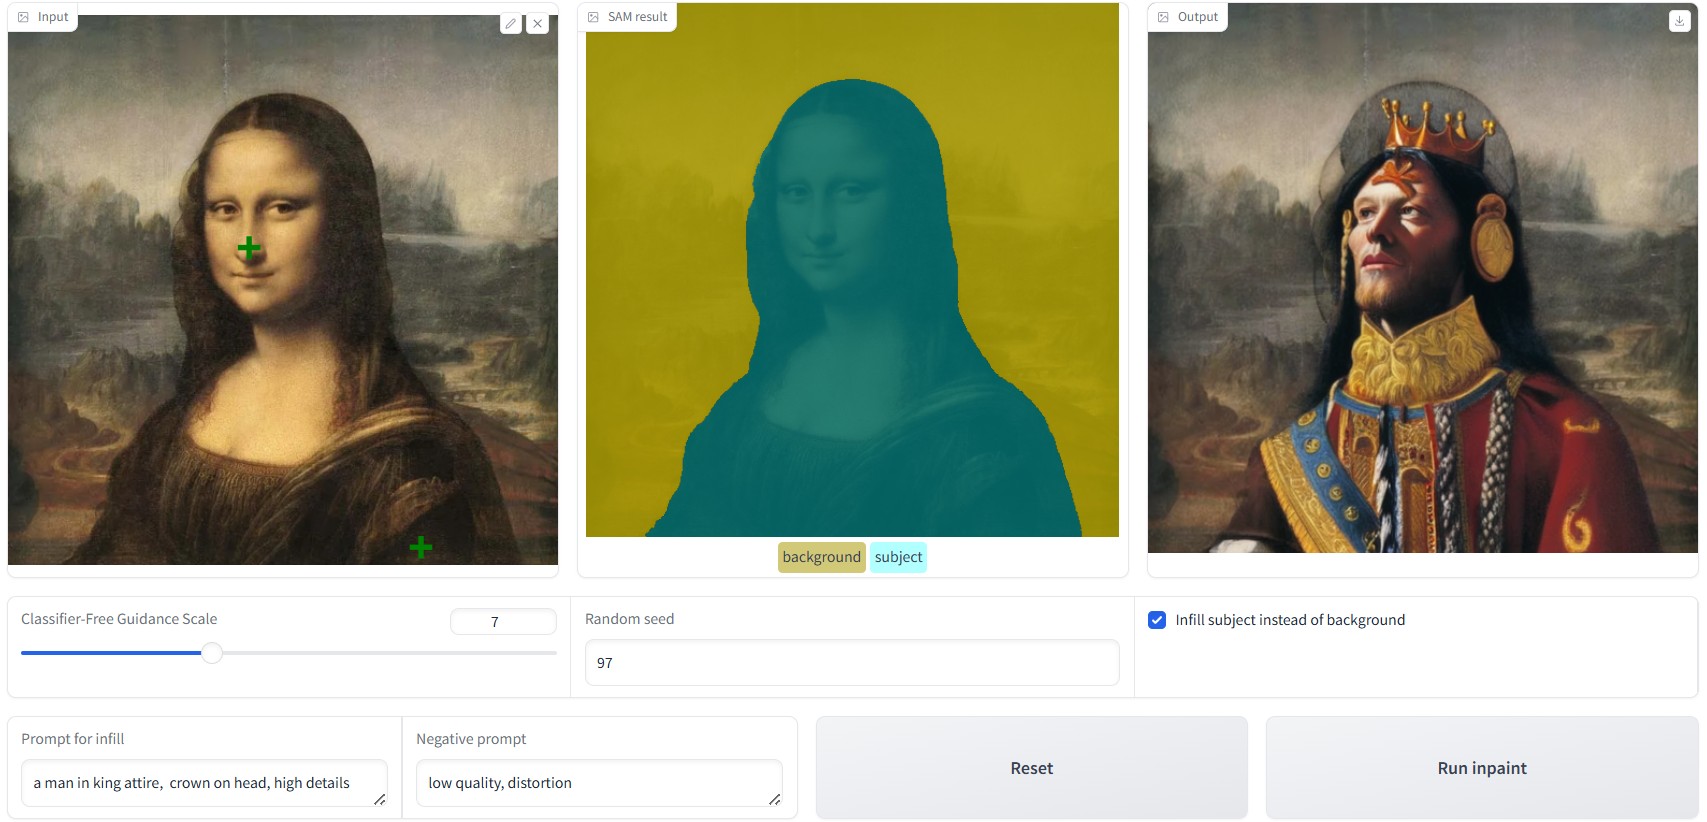 Input
SAM result
Output
background subject
Classifier-Free Guidance Scale
7
Random seed
97
Infill subject instead of background
Prompt for infill
a man in king attire,  crown on head, high details
Negative prompt
low quality, distortion
Reset
Run inpaint